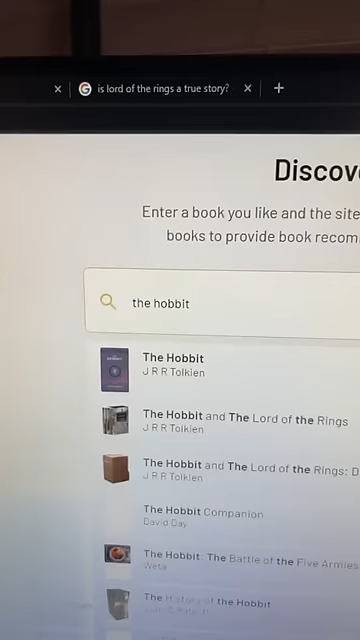 is lord of the rings a true story?
Discov
Enter a book you like and the site
books to provide book recom
the hobbit
The Hobbit
J R R Tolkien
The Hobbit and The Lord of the Rings
J R R Tolkien
The Hobbit and The Lord of the Rings: D
J R R Tolkien
The Hobbit Companion
David Day
The Hobbit: The Battle of the Five Armies
Weta
The History of the Hobbit